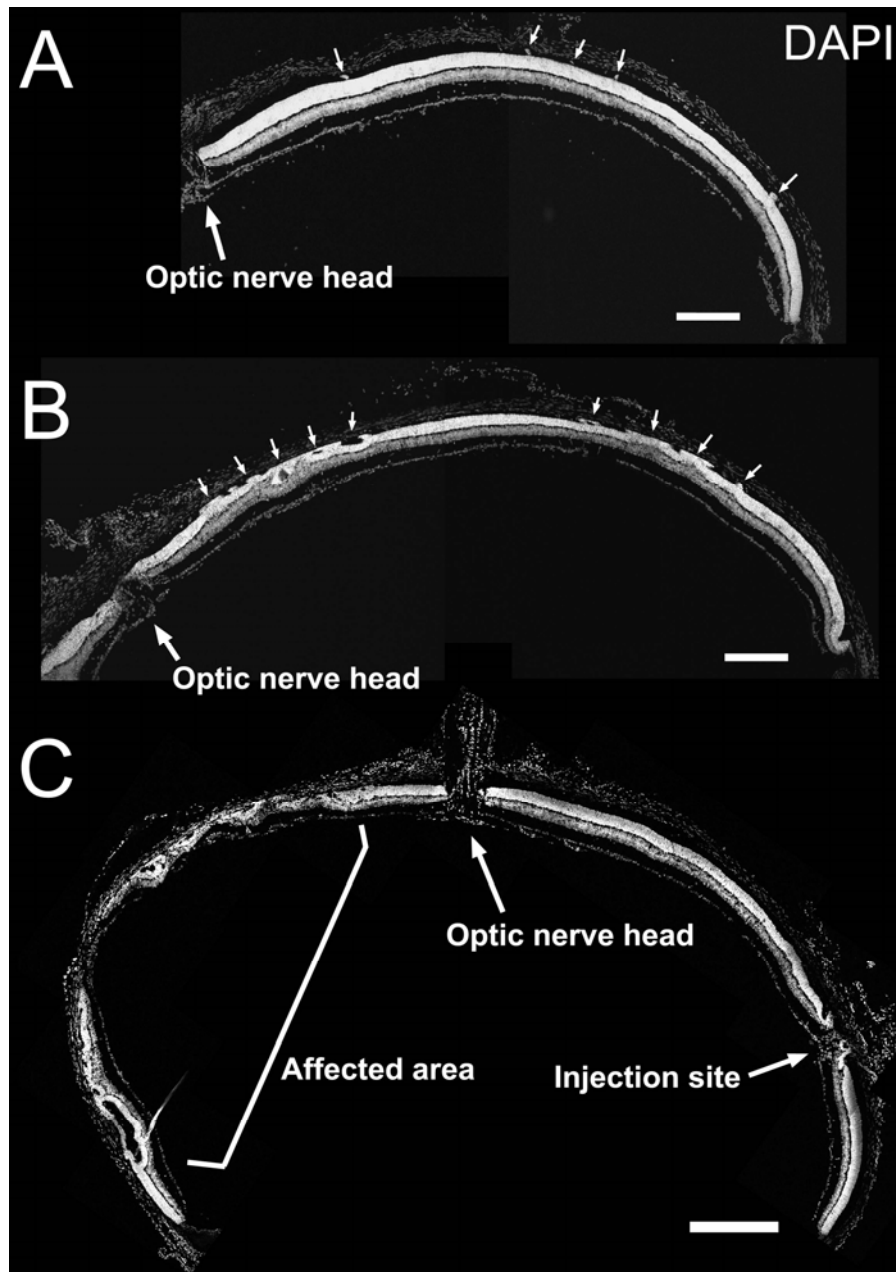 A
DAPI
Optic nerve head
B
Optic nerve head
C
Optic nerve head
Affected area
Injection site